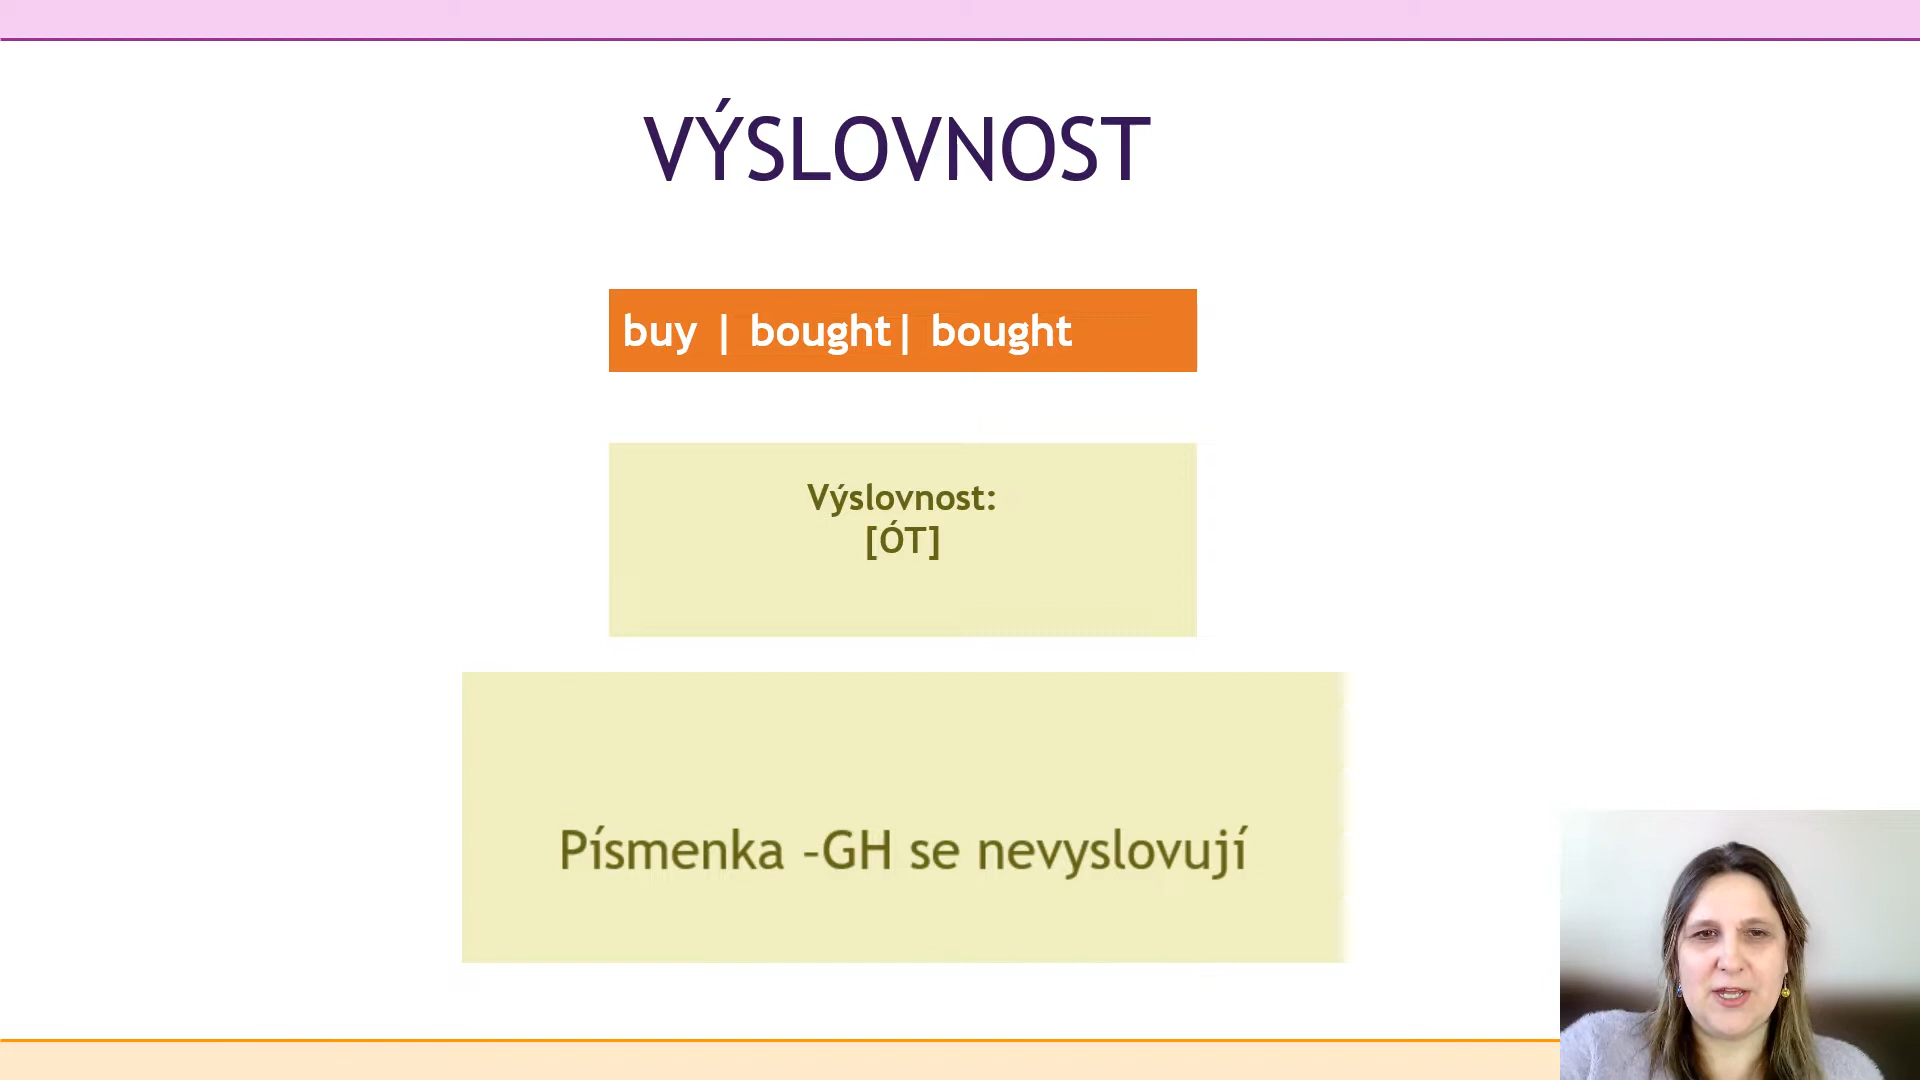 VÝSLOVNOST
buy | bought| bought
Výslovnost:
[ÓT]
Písmenka –GH se nevyslovují